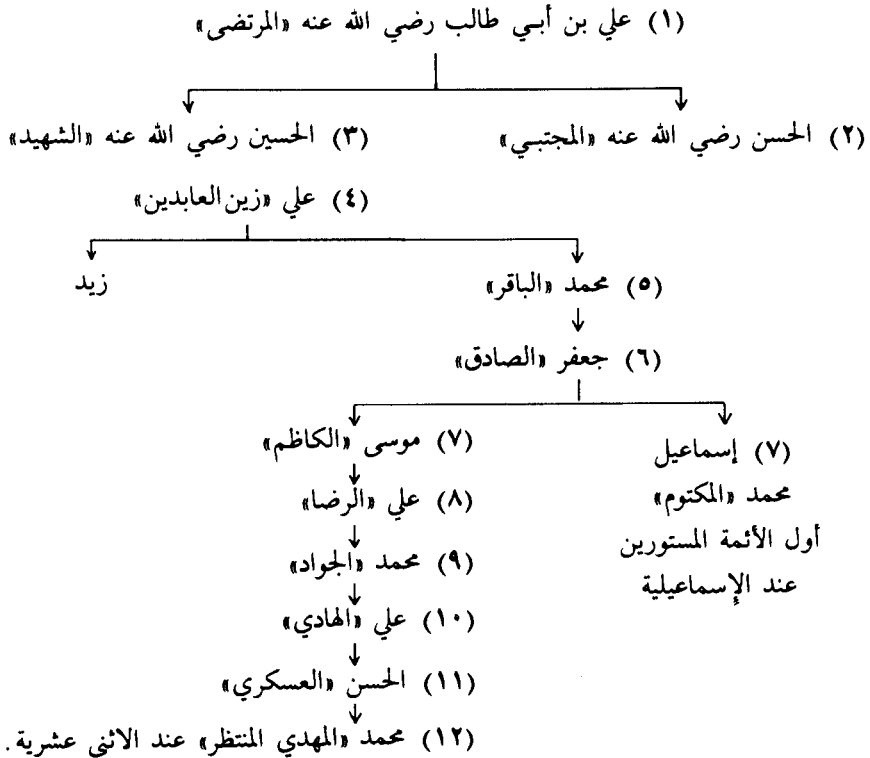 (١) علي بن أبي طالب رضي الله عنه «المرتضى»
(٢) الحسن رضي الله عنه «المجتبي»
(٣) الحسين رضي الله عنه «الشهيد»
(٤) علي «زين العابدين»
(٥) محمد «الباقر»
زيد
(٦) جعفر «الصادق»
(٧) إسماعيل
محمد «المكتوم»
أول الأئمة المستورين
عند الإسماعيلية
(٧) موسى «الكاظم»
(٨) علي «الرضا»
(٩) محمد «الجواد»
(١٠) علي «الهادي»
(١١) الحسن «العسكري»
(١٢) محمد «المهدي المنتظر» عند الاثنى عشرية.